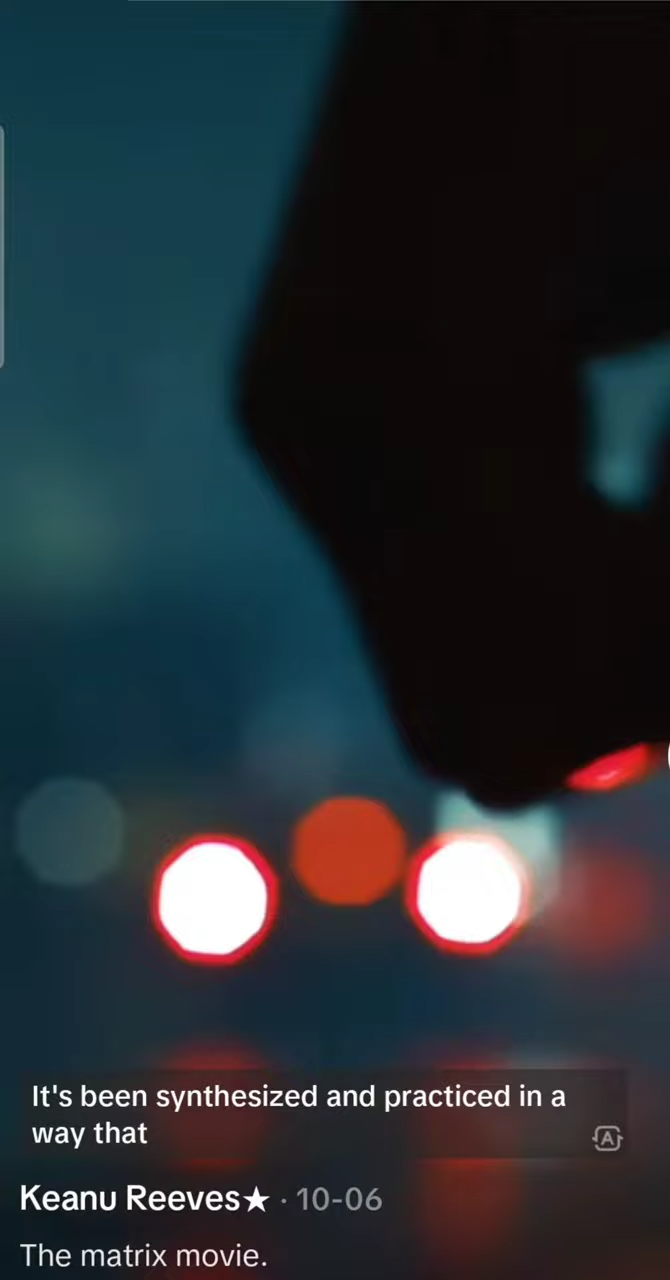 It's been synthesized and practiced in a
way that
A
Keanu Reeves★ · 10-06
The matrix movie.